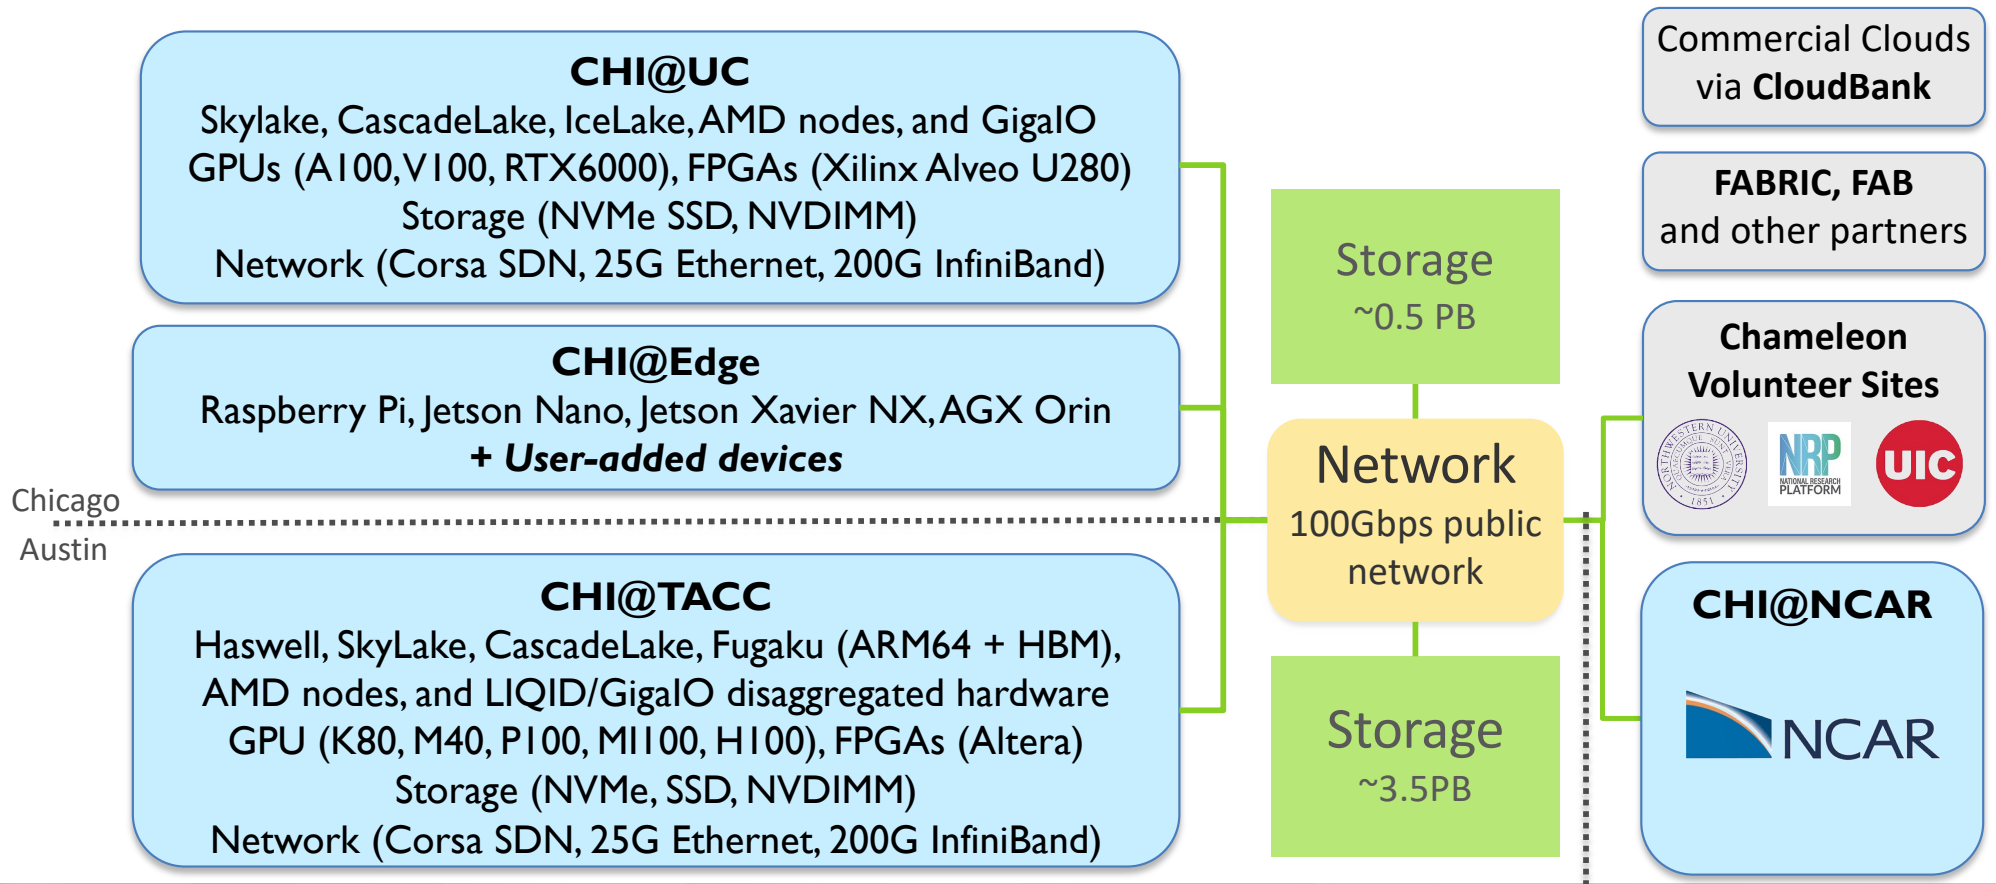 CHI@UC
Skylake, CascadeLake, IceLake, AMD nodes, and GigaIO
GPUs (A100, V100, RTX6000), FPGAs (Xilinx Alveo U280)
Storage (NVMe SSD, NVDIMM)
Network (Corsa SDN, 25G Ethernet, 200G InfiniBand)
CHI@Edge
Raspberry Pi, Jetson Nano, Jetson Xavier NX, AGX Orin
+ User-added devices
Chicago
Austin
CHI@TACC
Haswell, SkyLake, CascadeLake, Fugaku (ARM64 + HBM),
AMD nodes, and LIQID/GigaIO disaggregated hardware
GPU (K80, M40, P100, MI100, H100), FPGAs (Altera)
Storage (NVMe, SSD, NVDIMM)
Network (Corsa SDN, 25G Ethernet, 200G InfiniBand)
Storage
~0.5 PB
Network
100Gbps public
network
Storage
~3.5PB
Commercial Clouds
via CloudBank
FABRIC, FAB
and other partners
Chameleon
Volunteer Sites
NORTHWESTERN UNIVERSITY
1851
NRP
NATIONAL RESEARCH
PLATFORM
UIC
CHI@NCAR
NCAR